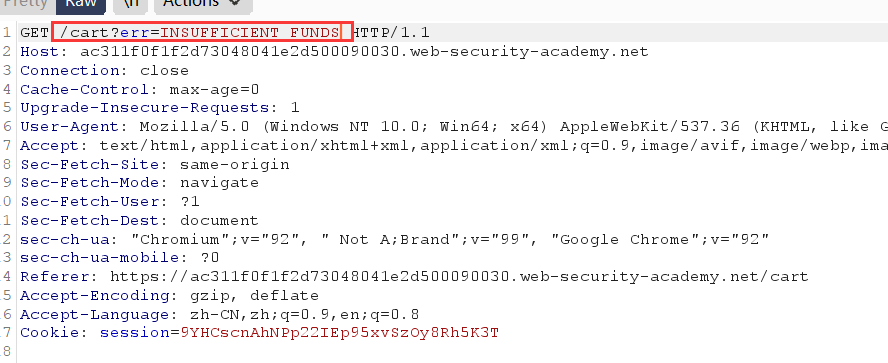 Pretty Raw \n Actions
1 GET /cart?err=INSUFFICIENT_FUNDS HTTP/1.1
2 Host: ac311f0f1f2d73048041e2d500090030.web-security-academy.net
3 Connection: close
4 Cache-Control: max-age=0
5 Upgrade-Insecure-Requests: 1
6 User-Agent: Mozilla/5.0 (Windows NT 10.0; Win64; x64) AppleWebKit/537.36 (KHTML, like G
7 Accept: text/html,application/xhtml+xml,application/xml;q=0.9,image/avif,image/webp,ima
8 Sec-Fetch-Site: same-origin
9 Sec-Fetch-Mode: navigate
0 Sec-Fetch-User: ?1
1 Sec-Fetch-Dest: document
2 sec-ch-ua: "Chromium";v="92", " Not A;Brand";v="99", "Google Chrome";v="92"
3 sec-ch-ua-mobile: ?0
4 Referer: https://ac311f0f1f2d73048041e2d500090030.web-security-academy.net/cart
5 Accept-Encoding: gzip, deflate
6 Accept-Language: zh-CN,zh;q=0.9,en;q=0.8
7 Cookie: session=9YHCscnAhNPp22IEp95xvSzOy8Rh5K3T
8